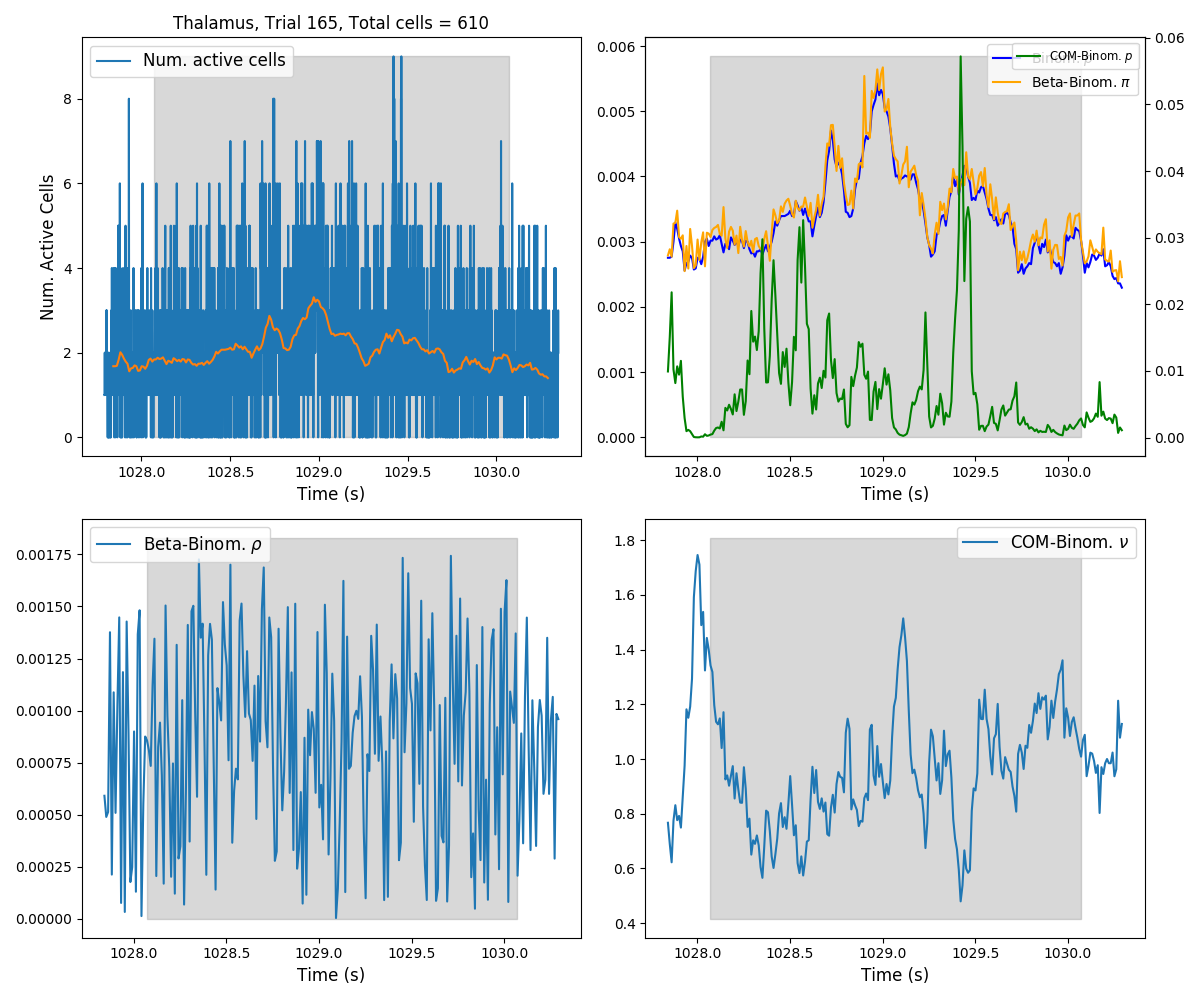 Thalamus, Trial 165, Total cells = 610
Num. active cells
Num. Active Cells
8
6
4
2
0
1028.0 1028.5 1029.0 1029.5 1030.0
Time (s)
COM-Binom. p
Beta-Binom. π
0.006
0.005
0.004
0.003
0.002
0.001
0.000
0.06
0.05
0.04
0.03
0.02
0.01
0.00
1028.0 1028.5 1029.0 1029.5 1030.0
Time (s)
Beta-Binom. ρ
0.00175
0.00150
0.00125
0.00100
0.00075
0.00050
0.00025
0.00000
1028.0 1028.5 1029.0 1029.5 1030.0
Time (s)
COM-Binom. ν
1.8
1.6
1.4
1.2
1.0
0.8
0.6
0.4
1028.0 1028.5 1029.0 1029.5 1030.0
Time (s)